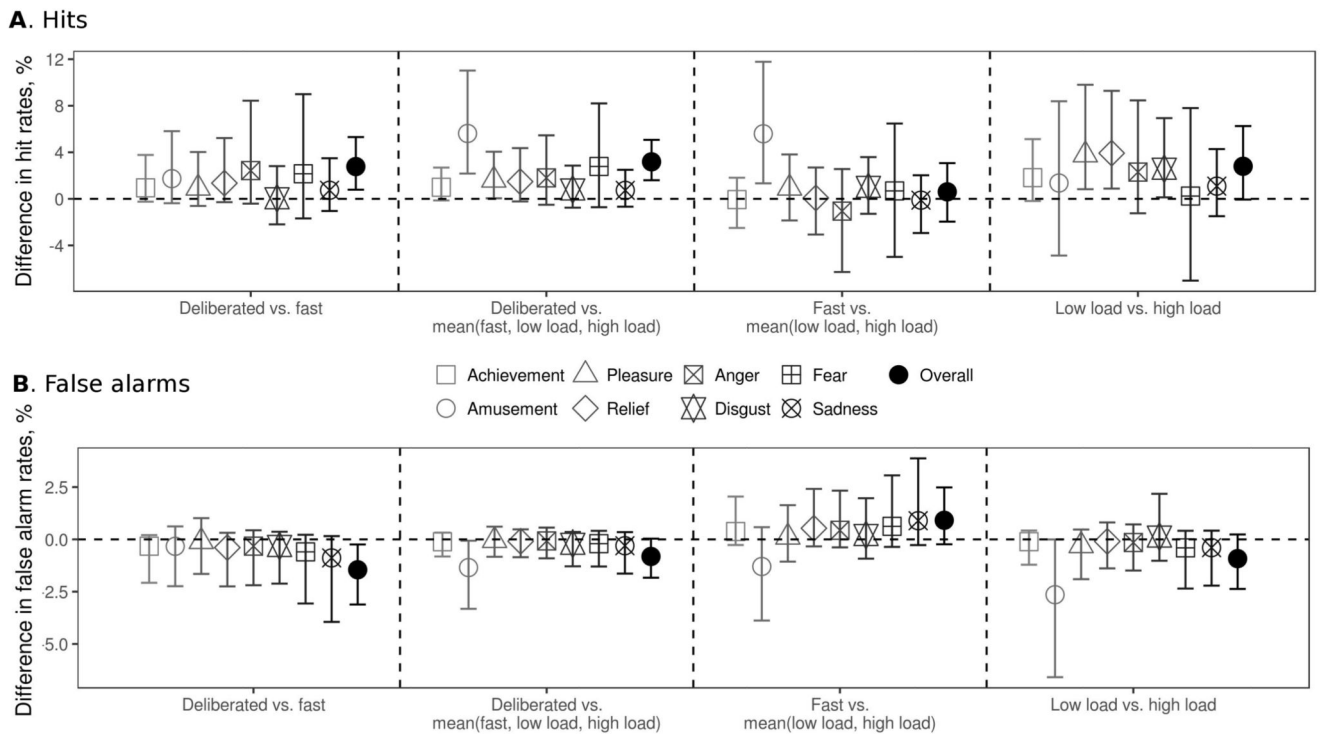 A. Hits
Difference in hit rates, %
12
8
4
0
-4
Deliberated vs. fast
Deliberated vs.
mean(fast, low load, high load)
Fast vs.
mean(low load, high load)
Low load vs. high load
Achievement
Pleasure
Anger
Fear
Overall
Amusement
Relief
Disgust
Sadness
B. False alarms
Difference in false alarm rates, %
2.5
0.0
-2.5
-5.0
Deliberated vs. fast
Deliberated vs.
mean(fast, low load, high load)
Fast vs.
mean(low load, high load)
Low load vs. high load